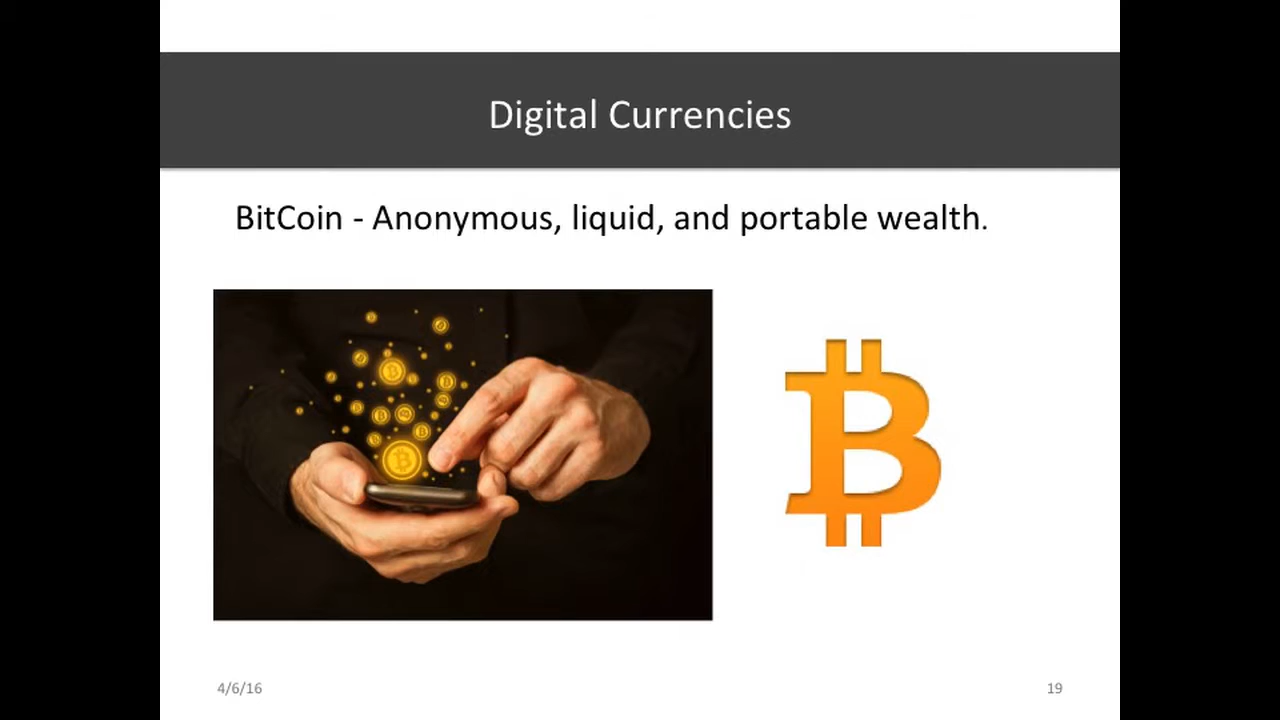 Digital Currencies
BitCoin - Anonymous, liquid, and portable wealth.
4/6/16
19